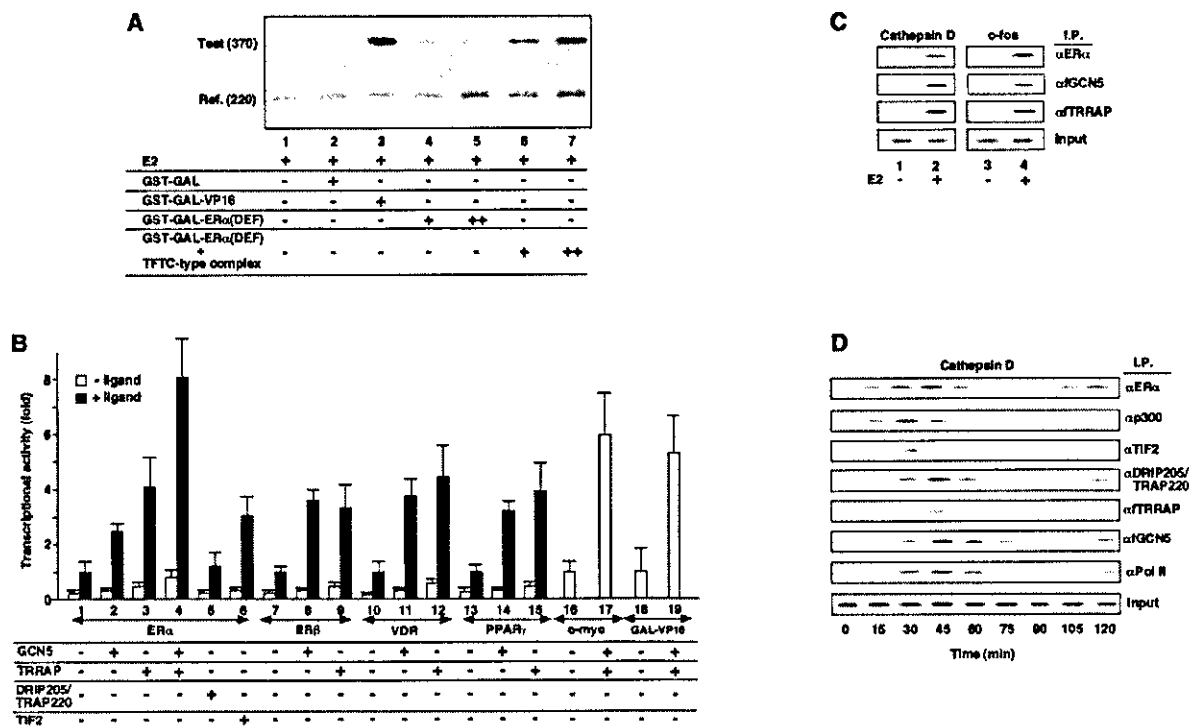 A
Test (370)
Ref. (220)
1 2 3 4 5 6 7
E2 + + + + + + +
GST-GAL - + - - - - -
GST-GAL-VP16 - - + - - - -
GST-GAL-ERα(DEF) - - - + ++ - -
GST-GAL-ERα(DEF)
+ - - - - - + ++
TFTC-type complex
B
Transcriptional activity (fold)
8
6
4
2
0
- ligand
+ ligand
1 2 3 4 5 6 7 8 9 10 11 12 13 14 15 16 17 18 19
ERα ERβ VDR PPARγ c-myc GAL-VP16
GCN5 - + - + - - - + - - + - - + - - + - +
TRRAP - - + + - - - - + - - + - - + - + - +
DRIP205/
TRAP220 - - - - + - - - - - - - - - - - - - -
TIF2 - - - - - + - - - - - - - - - - - - -
C
Cathepsin D c-fos I.P.
αERα
αfGCN5
αfTRRAP
Input
1 2 3 4
E2 - + - +
D
Cathepsin D I.P.
αERα
αp300
αTIF2
αDRIP205/
TRAP220
αfTRRAP
αfGCN5
αPol II
Input
0 15 30 45 60 75 90 105 120
Time (min)